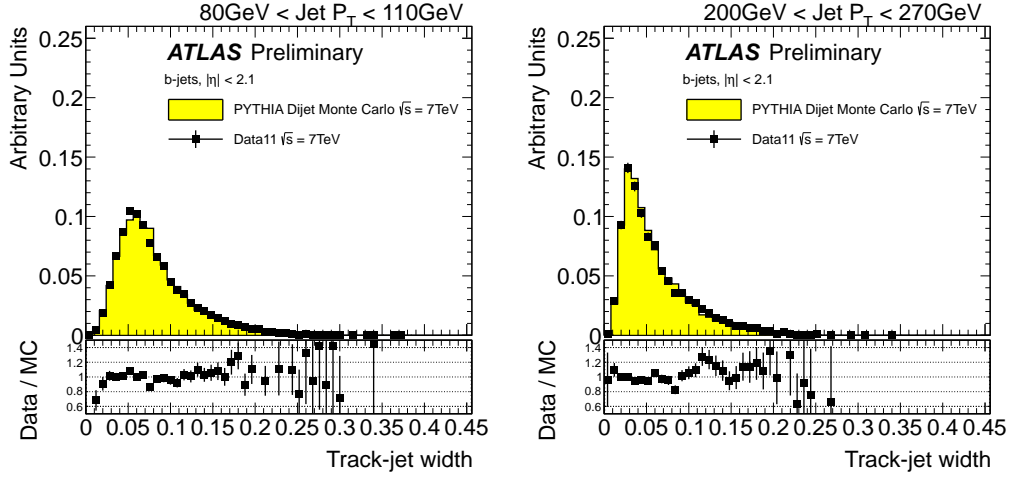 80GeV < Jet P_T < 110GeV
Arbitrary Units
0.25
0.2
0.15
0.1
0.05
0
ATLAS Preliminary
b-jets, |η| < 2.1
PYTHIA Dijet Monte Carlo √s = 7TeV
Data11 √s = 7TeV
Data / MC
1.4
1.2
1
0.8
0.6
0 0.05 0.1 0.15 0.2 0.25 0.3 0.35 0.4 0.45
Track-jet width
200GeV < Jet P_T < 270GeV
Arbitrary Units
0.25
0.2
0.15
0.1
0.05
0
ATLAS Preliminary
b-jets, |η| < 2.1
PYTHIA Dijet Monte Carlo √s = 7TeV
Data11 √s = 7TeV
Data / MC
1.4
1.2
1
0.8
0.6
0 0.05 0.1 0.15 0.2 0.25 0.3 0.35 0.4 0.45
Track-jet width